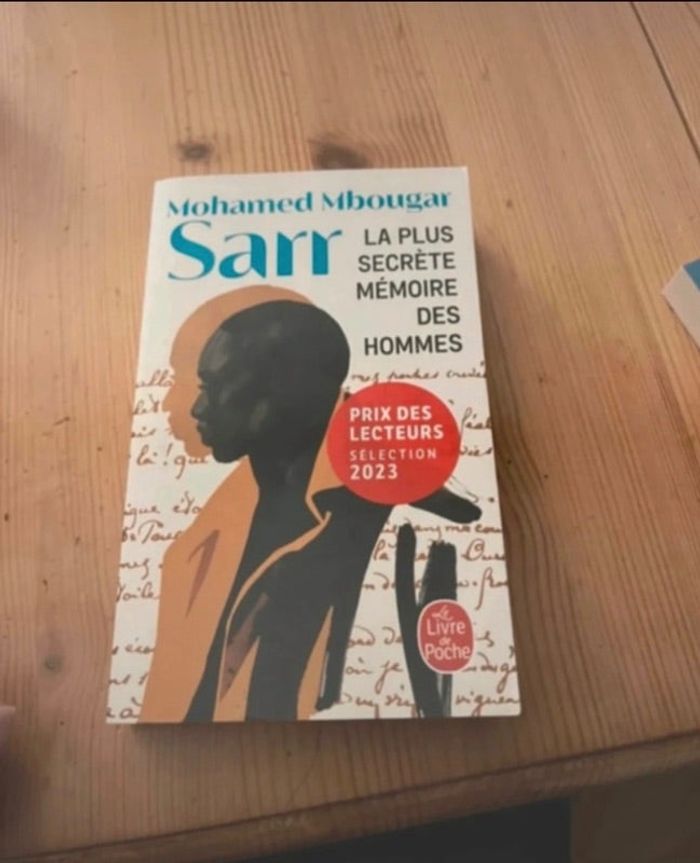 Mohamed Mbougar
Sarr
LA PLUS
SECRÈTE
MÉMOIRE
DES
HOMMES
PRIX DES
LECTEURS
SÉLECTION
2023
Le
Livre
de
Poche